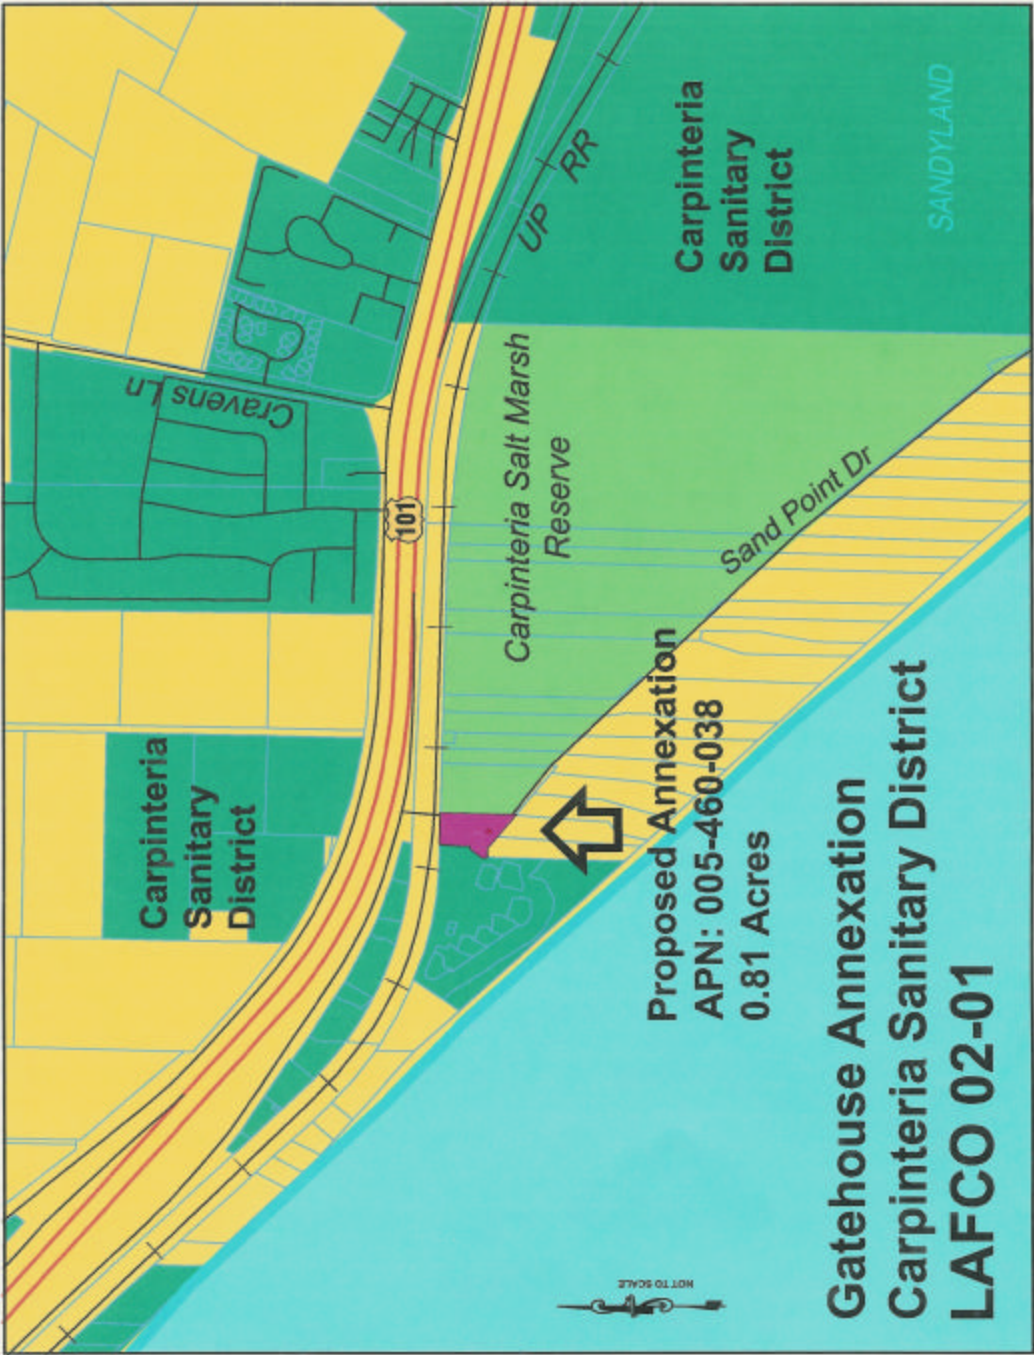 Cravens Ln
101
UP RR
Carpinteria
Sanitary
District
SANDYLAND
Carpinteria Salt Marsh
Reserve
Sand Point Dr
Carpinteria
Sanitary
District
Proposed Annexation
APN: 005-460-038
0.81 Acres
NOT TO SCALE
Gatehouse Annexation
Carpinteria Sanitary District
LAFCO 02-01